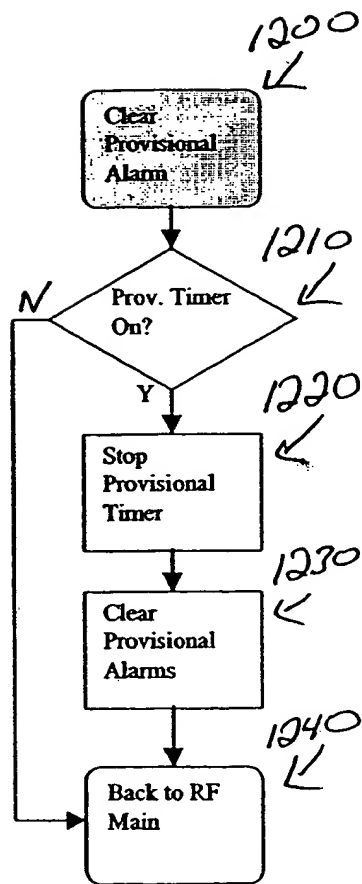 1200
Clear
Provisional
Alarm
1210
N
Prov. Timer
On?
Y
1220
Stop
Provisional
Timer
1230
Clear
Provisional
Alarms
1240
Back to RF
Main